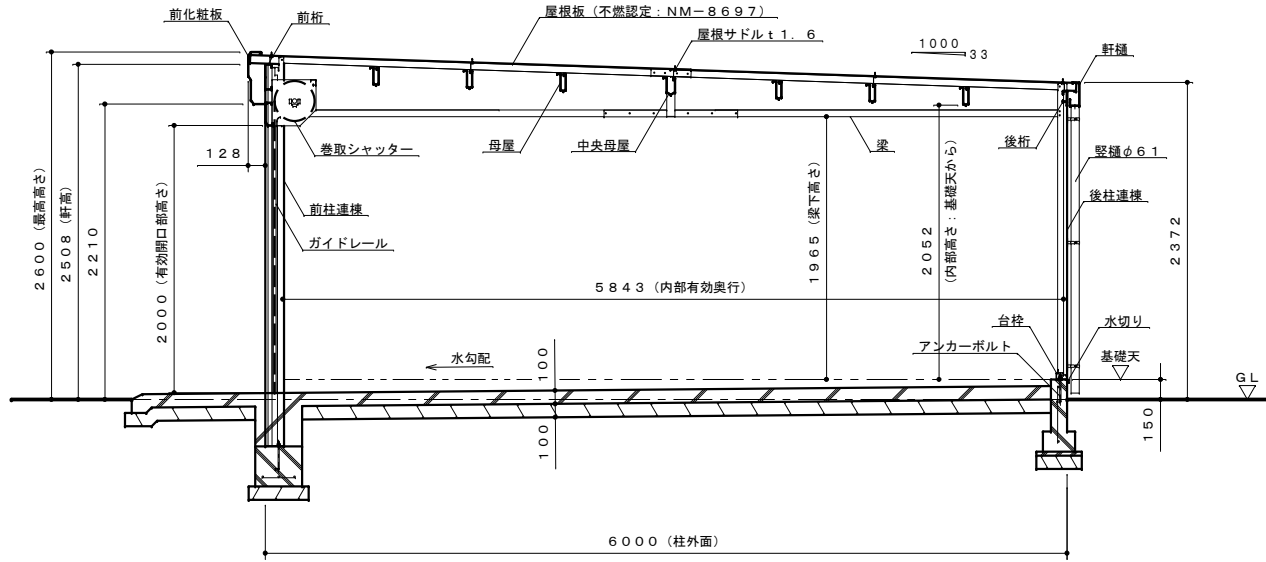 屋根板（不燃認定：ＮＭ－８６９７）
前化粧板
前桁
屋根サドルｔ１．６
１０００
３３
軒樋
２６００（最高高さ）
２５０８（軒高）
２２１０
２０００（有効開口部高さ）
１２８
巻取シャッター
母屋
中央母屋
梁
後桁
竪樋φ６１
後柱連棟
前柱連棟
ガイドレール
１９６５（梁下高さ）
２０５２
（内部高さ：基礎天から）
２３７２
５８４３（内部有効奥行）
台枠
水切り
アンカーボルト
基礎天
水勾配
１００
１００
ＧＬ
１５０
６０００（柱外面）